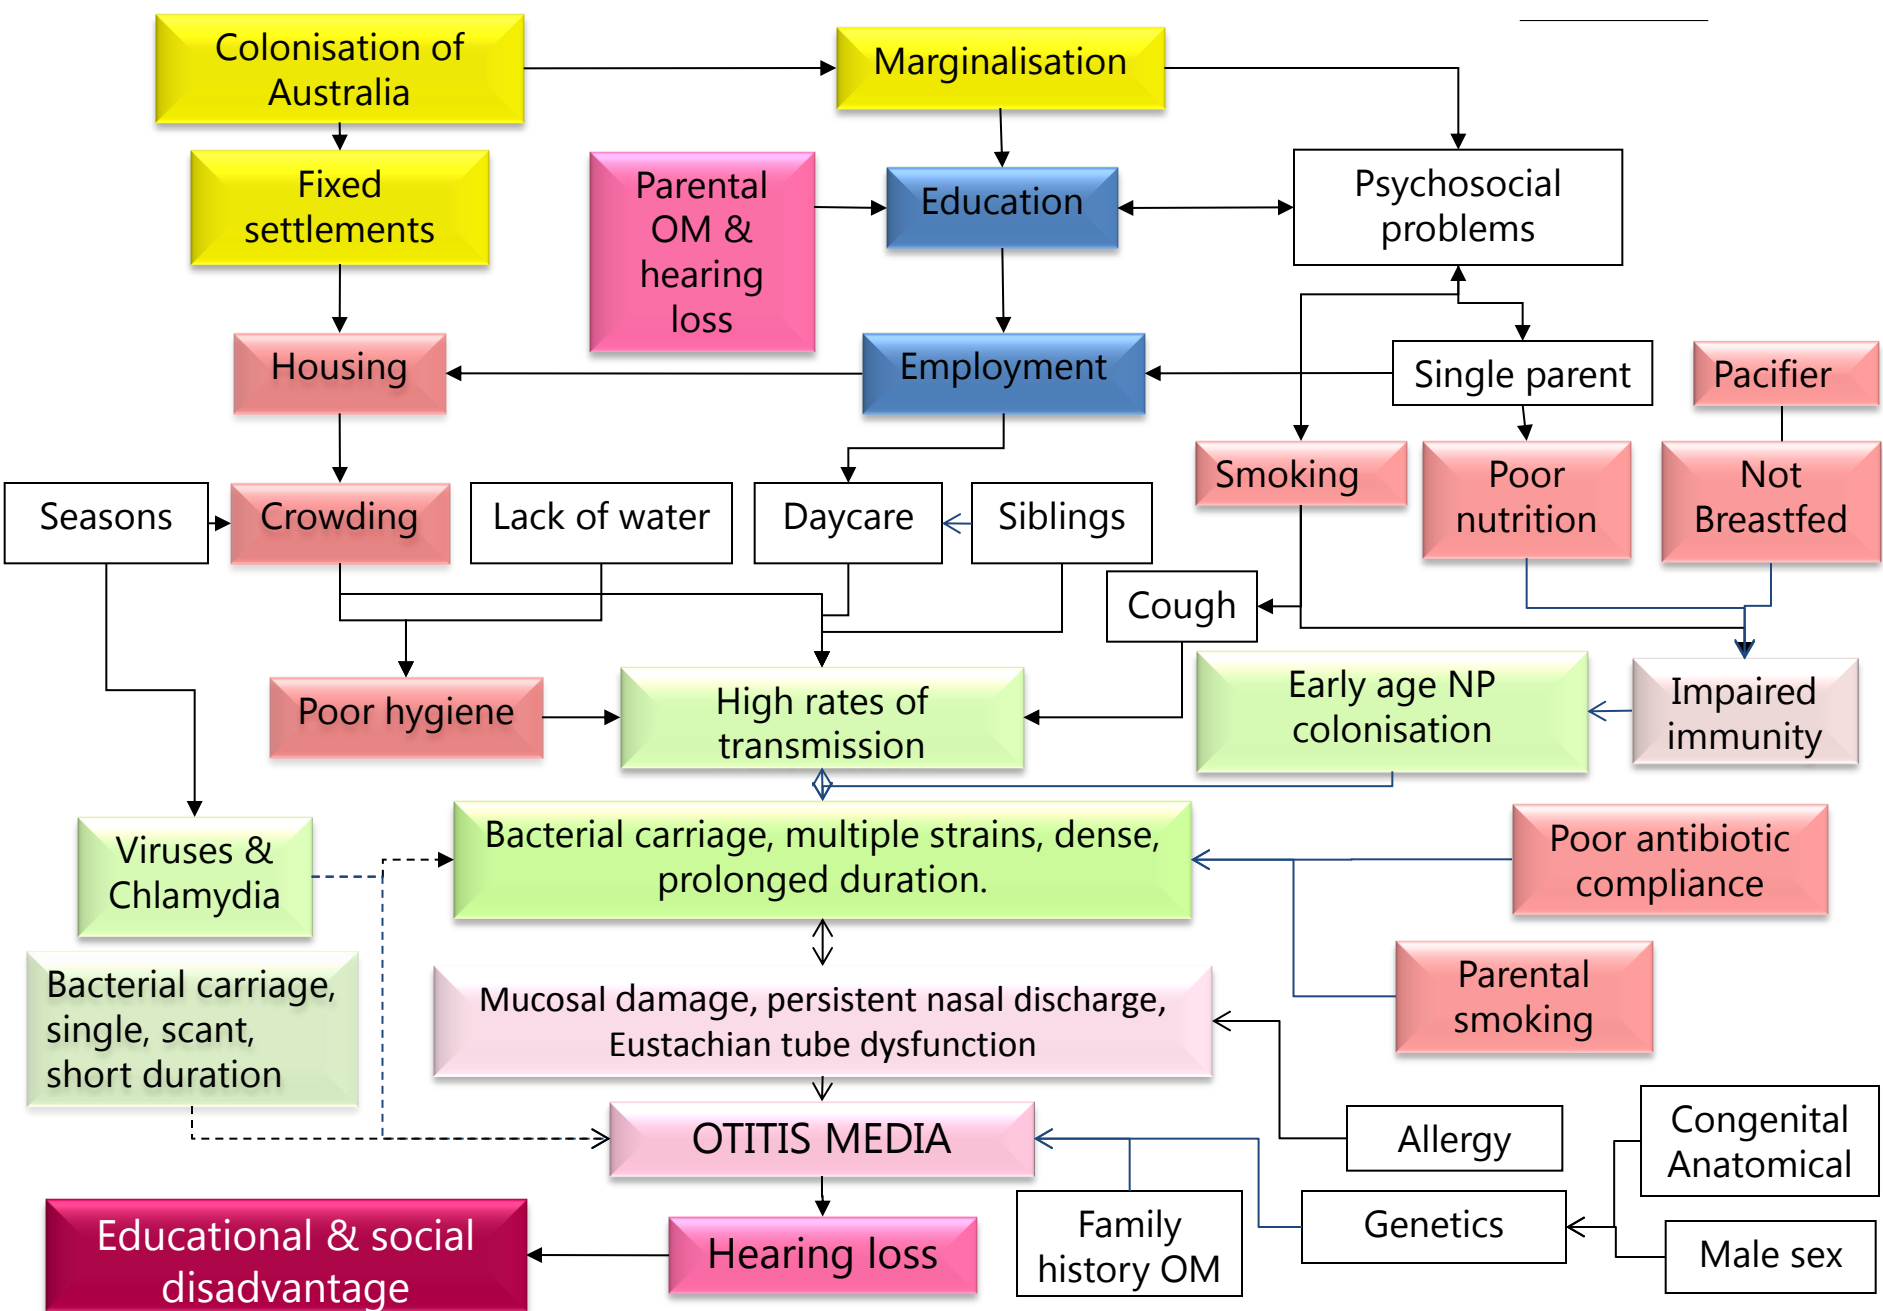 Colonisation of
Australia
Marginalisation
Fixed
settlements
Parental
OM &
hearing
loss
Education
Psychosocial
problems
Housing
Employment
Single parent
Pacifier
Smoking
Poor
nutrition
Not
Breastfed
Seasons
Crowding
Lack of water
Daycare
Siblings
Cough
Poor hygiene
High rates of
transmission
Early age NP
colonisation
Impaired
immunity
Viruses &
Chlamydia
Bacterial carriage, multiple strains, dense,
prolonged duration.
Poor antibiotic
compliance
Bacterial carriage,
single, scant,
short duration
Mucosal damage, persistent nasal discharge,
Eustachian tube dysfunction
Parental
smoking
OTITIS MEDIA
Allergy
Congenital
Anatomical
Educational & social
disadvantage
Hearing loss
Family
history OM
Genetics
Male sex